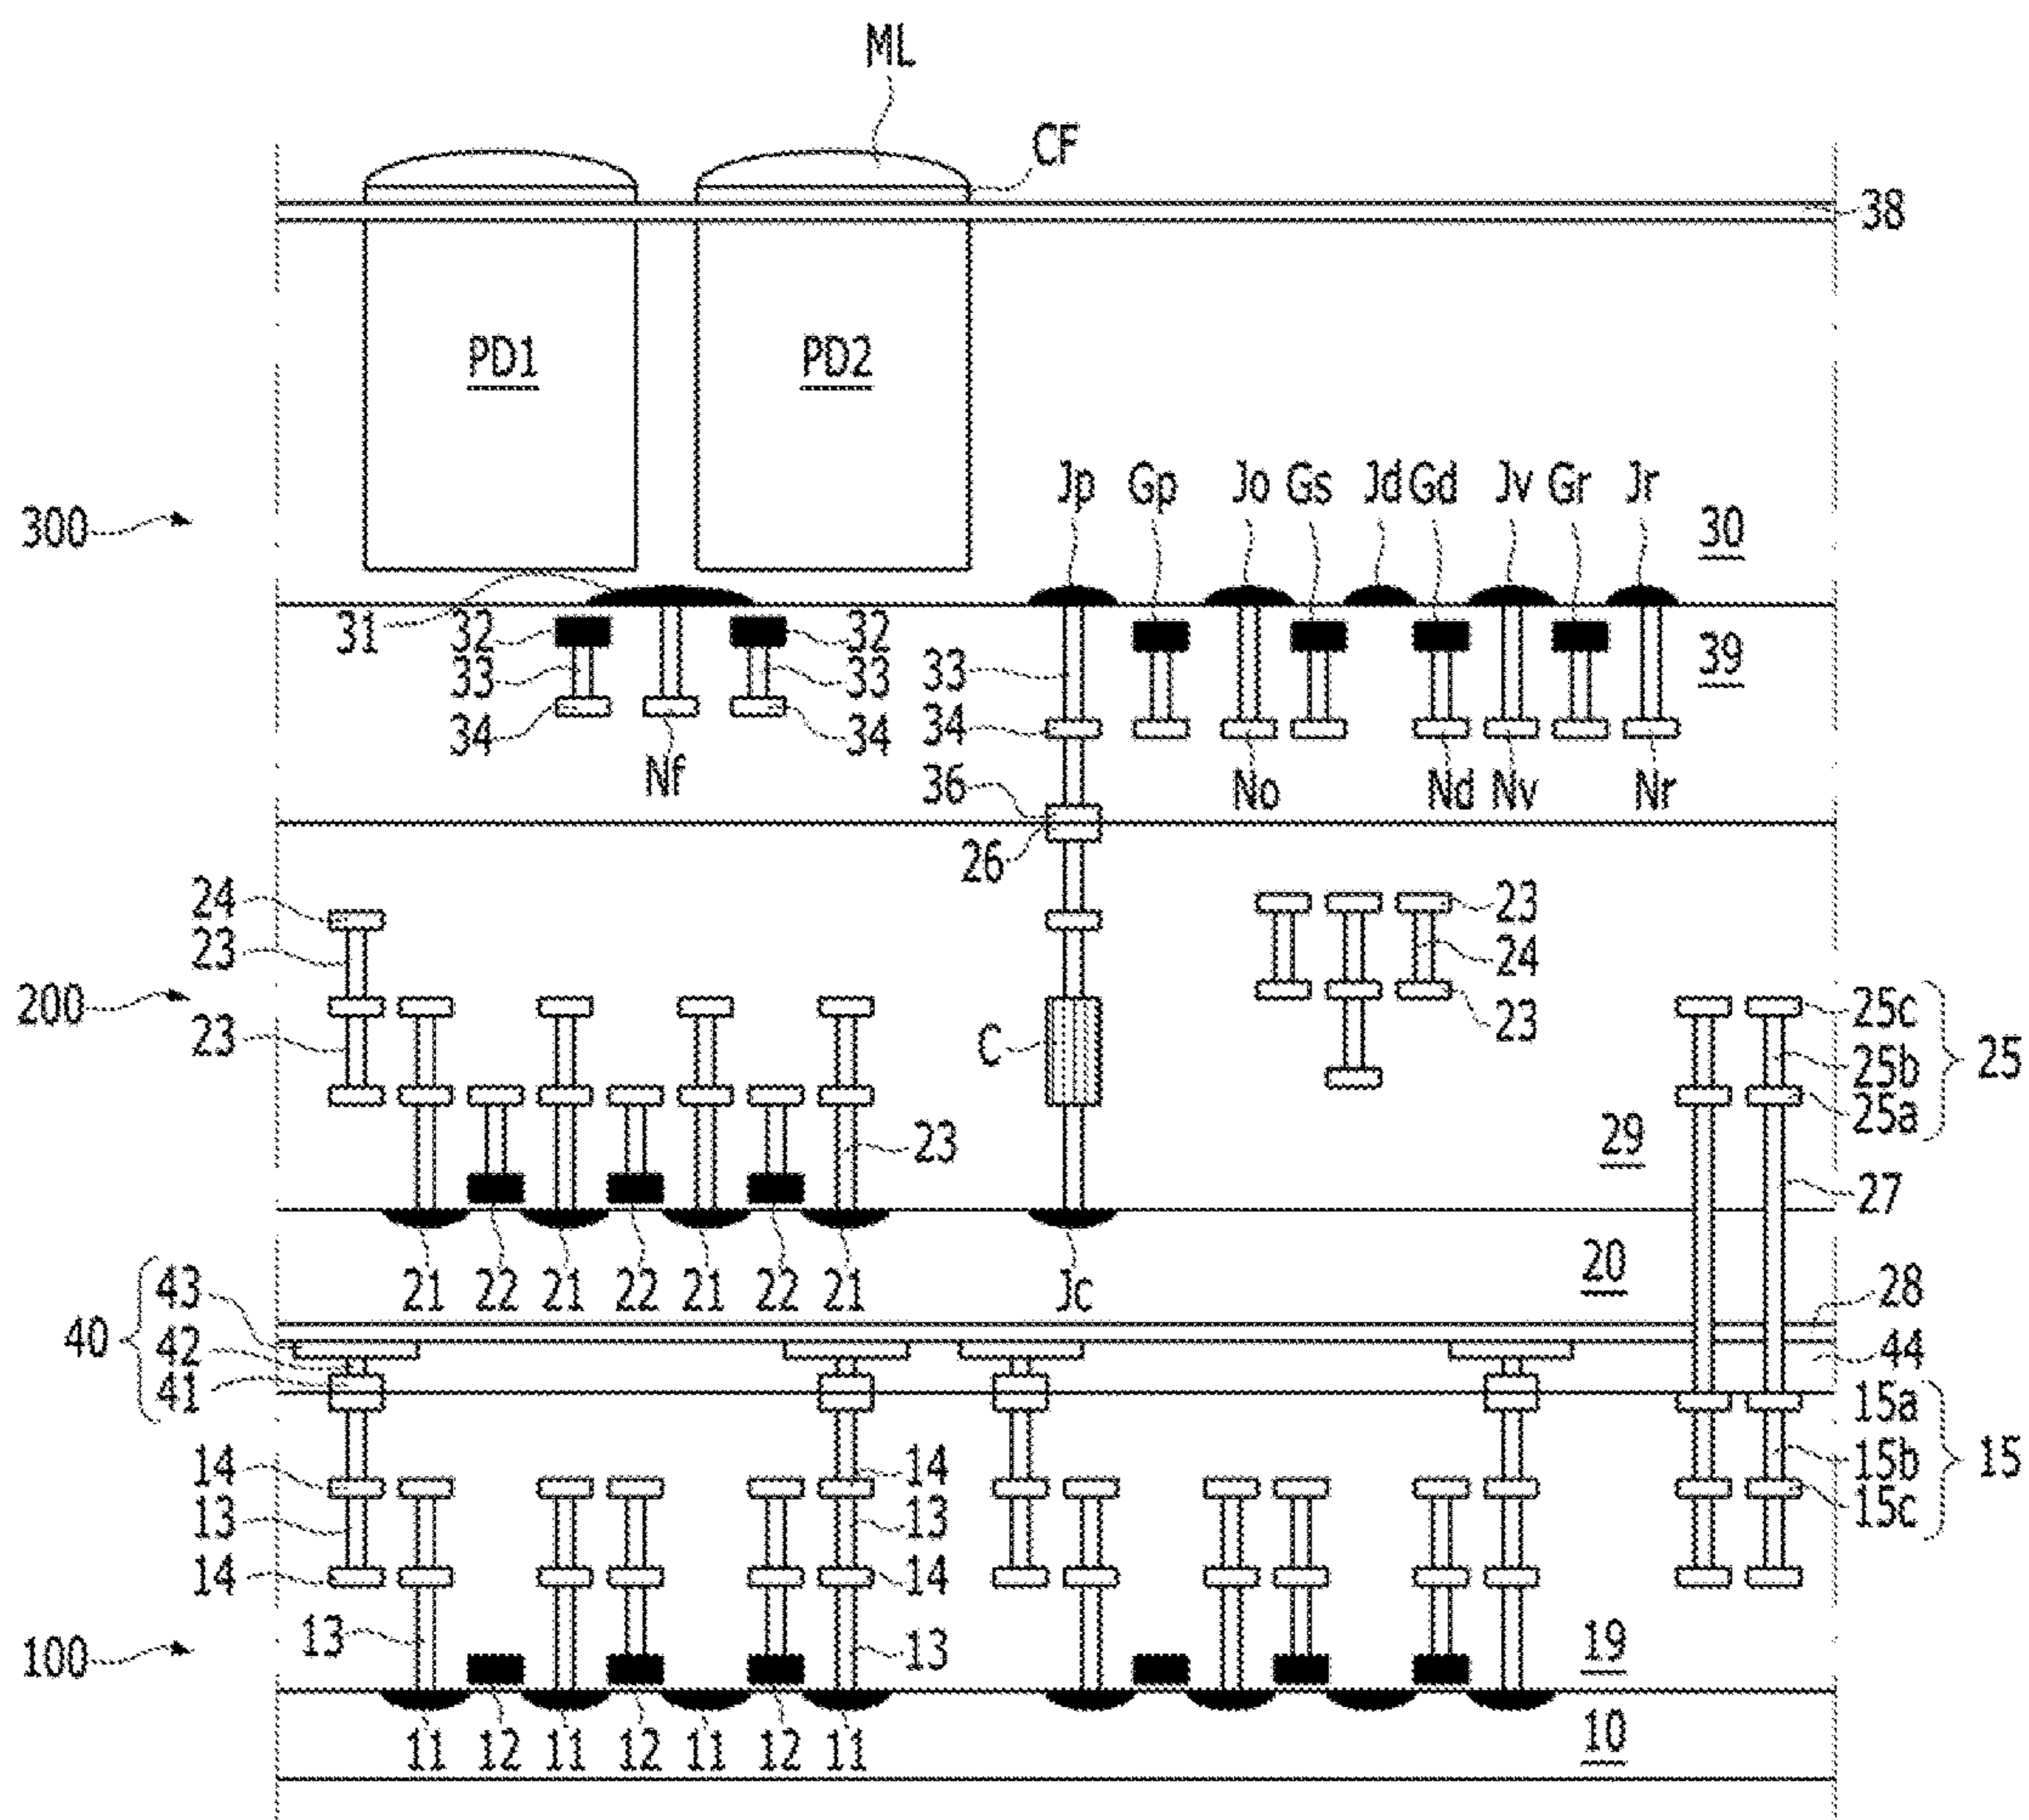 ML
CF
38
PD1 PD2
Jp Gp Jo Gs Jd Gd Jv Gr Jr
300 30
31 32 32 39
33 33 33
34 34 34
Nf 36 No Nd Nv Nr
26
24 23
23 24
200 25c
23 C 23 25b 25
25a
23 29
27
21 22 21 22 21 22 21 Jc 20
43 28
40 42 44
41 15a
14 14 15b 15
13 13 15c
14 14
13 13 19
100
11 12 11 12 11 12 11 10